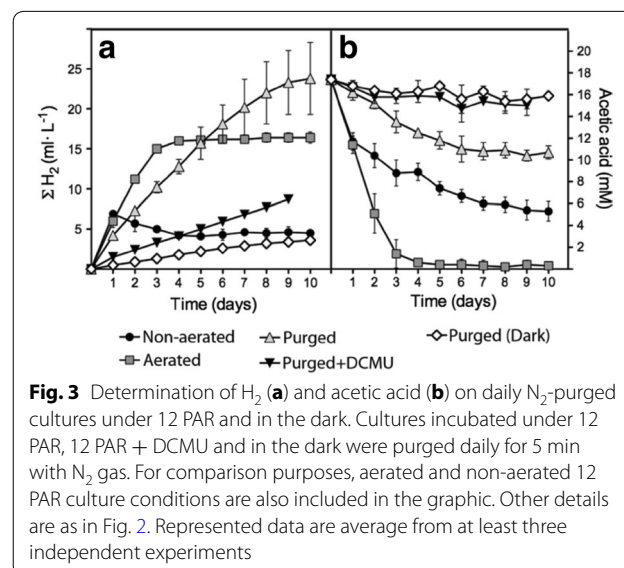 a
b
25
20
15
10
5
Σ H₂ (ml· L⁻¹)
1 2 3 4 5 6 7 8 9 10
Time (days)
20
18
16
14
12
10
8
6
4
2
Acetic acid (mM)
1 2 3 4 5 6 7 8 9 10
Time (days)
Non-aerated
Purged
Purged (Dark)
Aerated
Purged+DCMU
Fig. 3 Determination of H₂ (a) and acetic acid (b) on daily N₂-purged
cultures under 12 PAR and in the dark. Cultures incubated under 12
PAR, 12 PAR + DCMU and in the dark were purged daily for 5 min
with N₂ gas. For comparison purposes, aerated and non-aerated 12
PAR culture conditions are also included in the graphic. Other details
are as in Fig. 2. Represented data are average from at least three
independent experiments